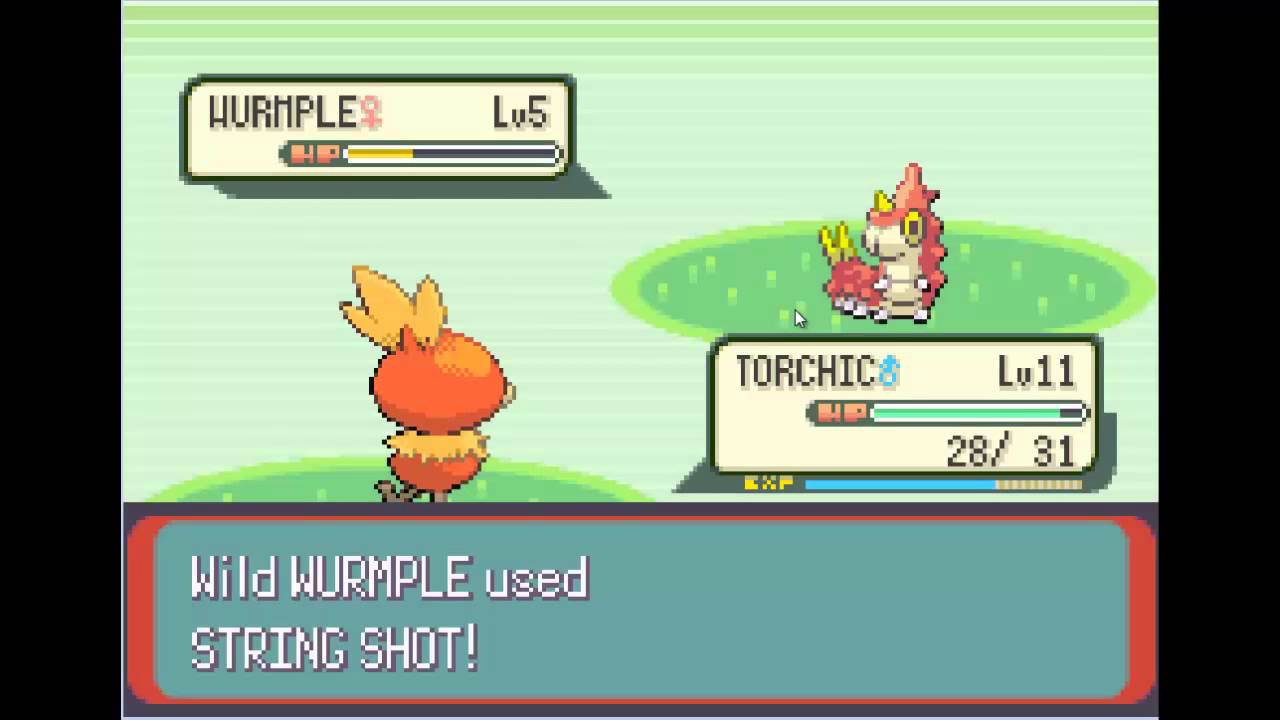 WURMPLE♀ Lv5
HP
TORCHIC♂ Lv11
HP
28/ 31
EXP
Wild WURMPLE used
STRING SHOT!